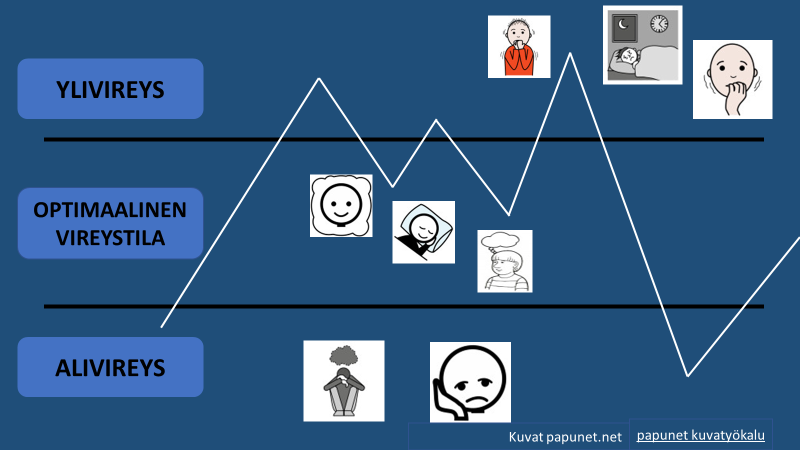 YLIVIREYS
OPTIMAALINEN
VIREYSTILA
ALIVIREYS
Kuvat papunet.net
papunet kuvatyökalu